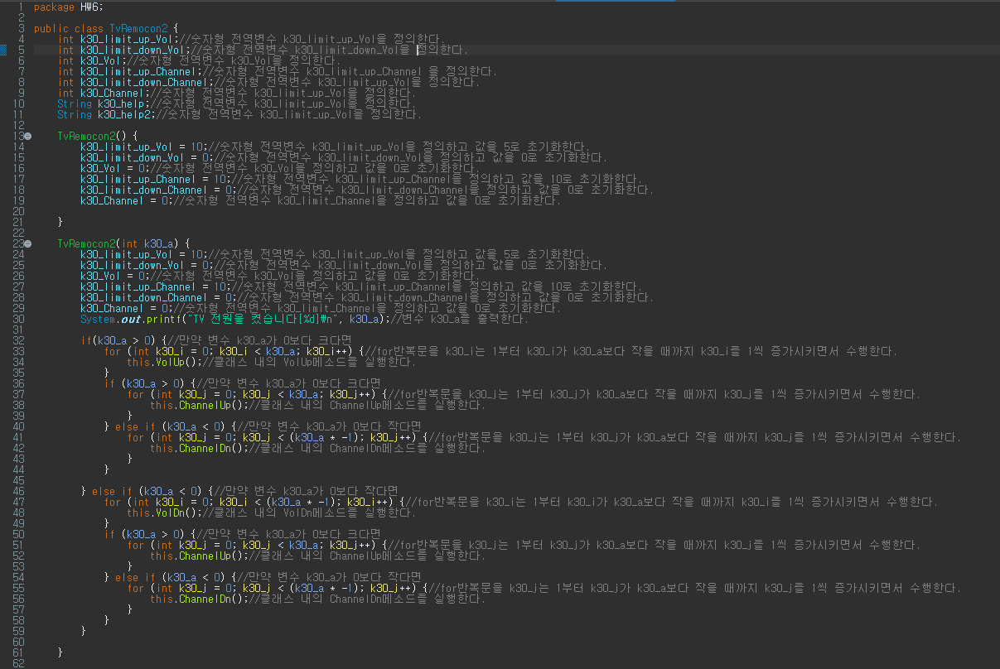 1 package HW6;
2
3 public class TvRemocon2 {
4 int k30_limit_up_Vol;//숫자형 전역변수 k30_limit_up_Vol을 정의한다.
5 int k30_limit_down_Vol;//숫자형 전역변수 k30_limit_down_Vol을 정의한다.
6 int k30_Vol;//숫자형 전역변수 k30_Vol을 정의한다.
7 int k30_limit_up_Channel;//숫자형 전역변수 k30_limit_up_Channel 을 정의한다.
8 int k30_limit_down_Channel;//숫자형 전역변수 k30_limit_up_Vol을 정의한다.
9 int k30_Channel;//숫자형 전역변수 k30_limit_up_Vol을 정의한다.
10 String k30_help;//숫자형 전역변수 k30_limit_up_Vol을 정의한다.
11 String k30_help2;//숫자형 전역변수 k30_limit_up_Vol을 정의한다.
12
13 TvRemocon2() {
14 k30_limit_up_Vol = 10;//숫자형 전역변수 k30_limit_up_Vol을 정의하고 값을 5로 초기화한다.
15 k30_limit_down_Vol = 0;//숫자형 전역변수 k30_limit_down_Vol을 정의하고 값을 0로 초기화한다.
16 k30_Vol = 0;//숫자형 전역변수 k30_Vol을 정의하고 값을 0로 초기화한다.
17 k30_limit_up_Channel = 10;//숫자형 전역변수 k30_limit_up_Channel을 정의하고 값을 10로 초기화한다.
18 k30_limit_down_Channel = 0;//숫자형 전역변수 k30_limit_down_Channel을 정의하고 값을 0로 초기화한다.
19 k30_Channel = 0;//숫자형 전역변수 k30_limit_Channel을 정의하고 값을 0로 초기화한다.
20
21 }
22
23 TvRemocon2(int k30_a) {
24 k30_limit_up_Vol = 10;//숫자형 전역변수 k30_limit_up_Vol을 정의하고 값을 5로 초기화한다.
25 k30_limit_down_Vol = 0;//숫자형 전역변수 k30_limit_down_Vol을 정의하고 값을 0로 초기화한다.
26 k30_Vol = 0;//숫자형 전역변수 k30_Vol을 정의하고 값을 0로 초기화한다.
27 k30_limit_up_Channel = 10;//숫자형 전역변수 k30_limit_up_Channel을 정의하고 값을 10로 초기화한다.
28 k30_limit_down_Channel = 0;//숫자형 전역변수 k30_limit_down_Channel을 정의하고 값을 0로 초기화한다.
29 k30_Channel = 0;//숫자형 전역변수 k30_limit_Channel을 정의하고 값을 0로 초기화한다.
30 System.out.printf("TV 전원을 켰습니다[%d]\n", k30_a);//변수 k30_a를 출력한다.
31
32 if(k30_a > 0) {//만약 변수 k30_a가 0보다 크다면
33 for (int k30_i = 0; k30_i < k30_a; k30_i++) {//for반복문을 k30_i는 1부터 k30_i가 k30_a보다 작을 때까지 k30_i를 1씩 증가시키면서 수행한다.
34 this.VolUp();//클래스 내의 VolUp메소드를 실행한다.
35 }
36 if (k30_a > 0) {//만약 변수 k30_a가 0보다 크다면
37 for (int k30_j = 0; k30_j < k30_a; k30_j++) {//for반복문을 k30_j는 1부터 k30_j가 k30_a보다 작을 때까지 k30_j를 1씩 증가시키면서 수행한다.
38 this.ChannelUp();//클래스 내의 ChannelUp메소드를 실행한다.
39 }
40 } else if (k30_a < 0) {//만약 변수 k30_a가 0보다 작다면
41 for (int k30_j = 0; k30_j < (k30_a * -1); k30_j++) {//for반복문을 k30_j는 1부터 k30_j가 k30_a보다 작을 때까지 k30_j를 1씩 증가시키면서 수행한다.
42 this.ChannelDn();//클래스 내의 ChannelDn메소드를 실행한다.
43 }
44 }
45
46 } else if (k30_a < 0) {//만약 변수 k30_a가 0보다 작다면
47 for (int k30_i = 0; k30_i < (k30_a * -1); k30_i++) {//for반복문을 k30_i는 1부터 k30_i가 k30_a보다 작을 때까지 k30_i를 1씩 증가시키면서 수행한다.
48 this.VolDn();//클래스 내의 VolDn메소드를 실행한다.
49 }
50 if (k30_a > 0) {//만약 변수 k30_a가 0보다 크다면
51 for (int k30_j = 0; k30_j < k30_a; k30_j++) {//for반복문을 k30_j는 1부터 k30_j가 k30_a보다 작을 때까지 k30_j를 1씩 증가시키면서 수행한다.
52 this.ChannelUp();//클래스 내의 ChannelUp메소드를 실행한다.
53 }
54 } else if (k30_a < 0) {//만약 변수 k30_a가 0보다 작다면
55 for (int k30_j = 0; k30_j < (k30_a * -1); k30_j++) {//for반복문을 k30_j는 1부터 k30_j가 k30_a보다 작을 때까지 k30_j를 1씩 증가시키면서 수행한다.
56 this.ChannelDn();//클래스 내의 ChannelDn메소드를 실행한다.
57 }
58 }
59 }
60
61 }
62